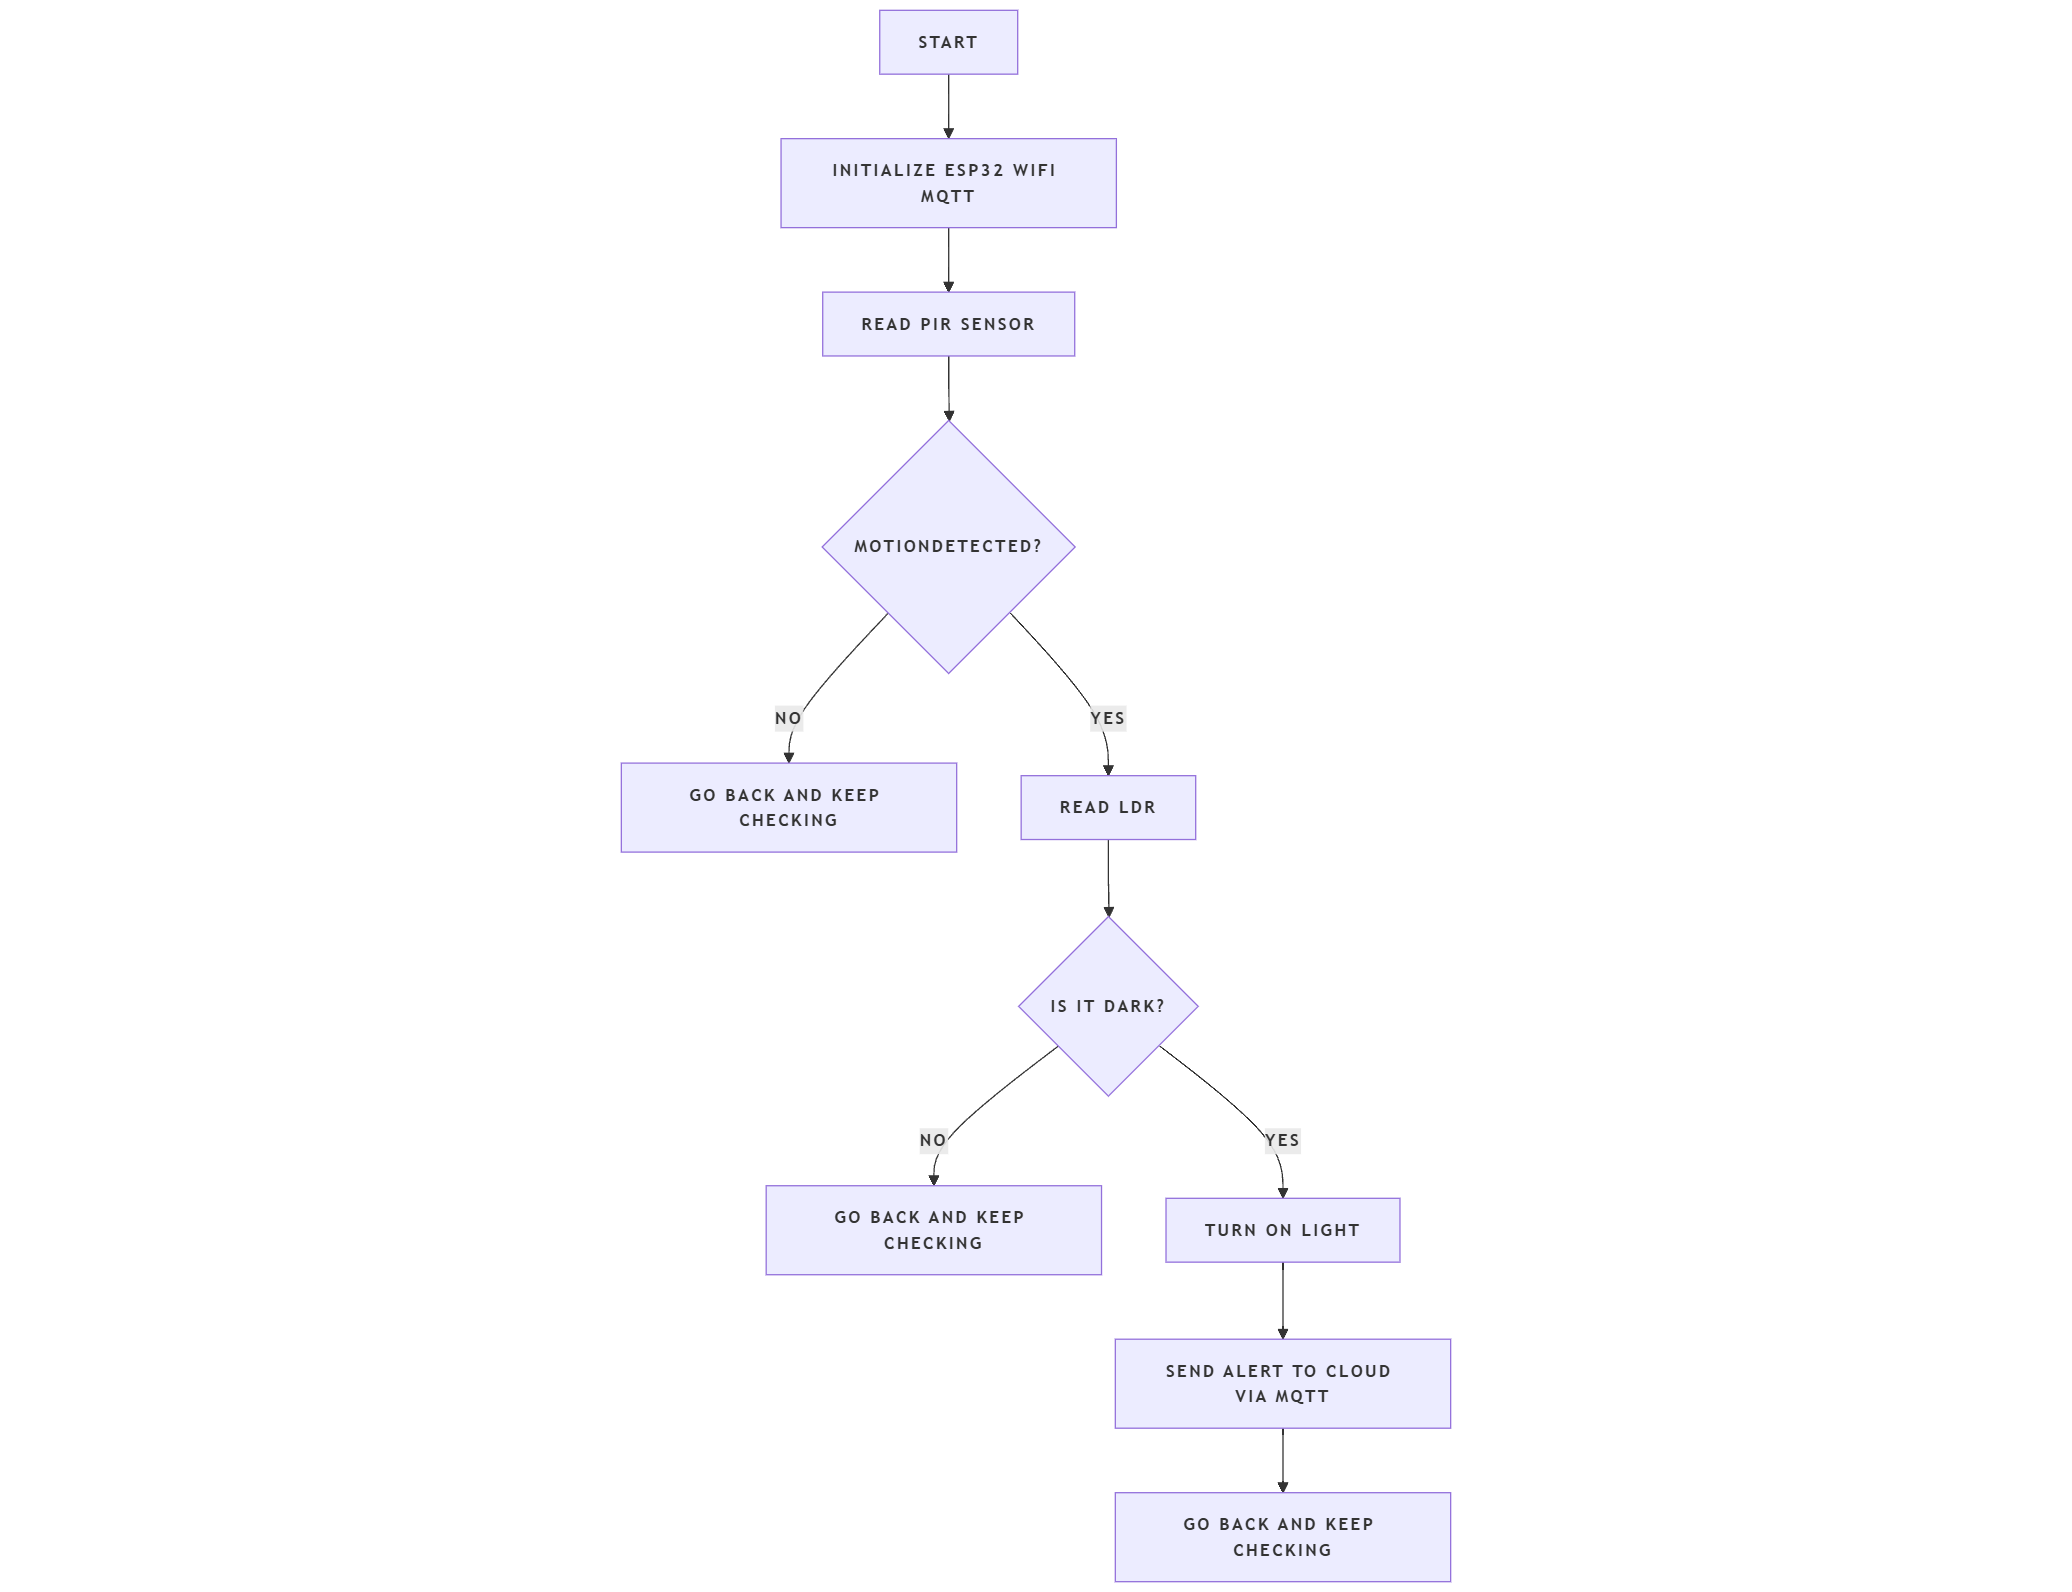 START
INITIALIZE ESP32 WIFI
MQTT
READ PIR SENSOR
MOTIONDETECTED?
NO
YES
GO BACK AND KEEP
CHECKING
READ LDR
IS IT DARK?
NO
YES
GO BACK AND KEEP
CHECKING
TURN ON LIGHT
SEND ALERT TO CLOUD
VIA MQTT
GO BACK AND KEEP
CHECKING